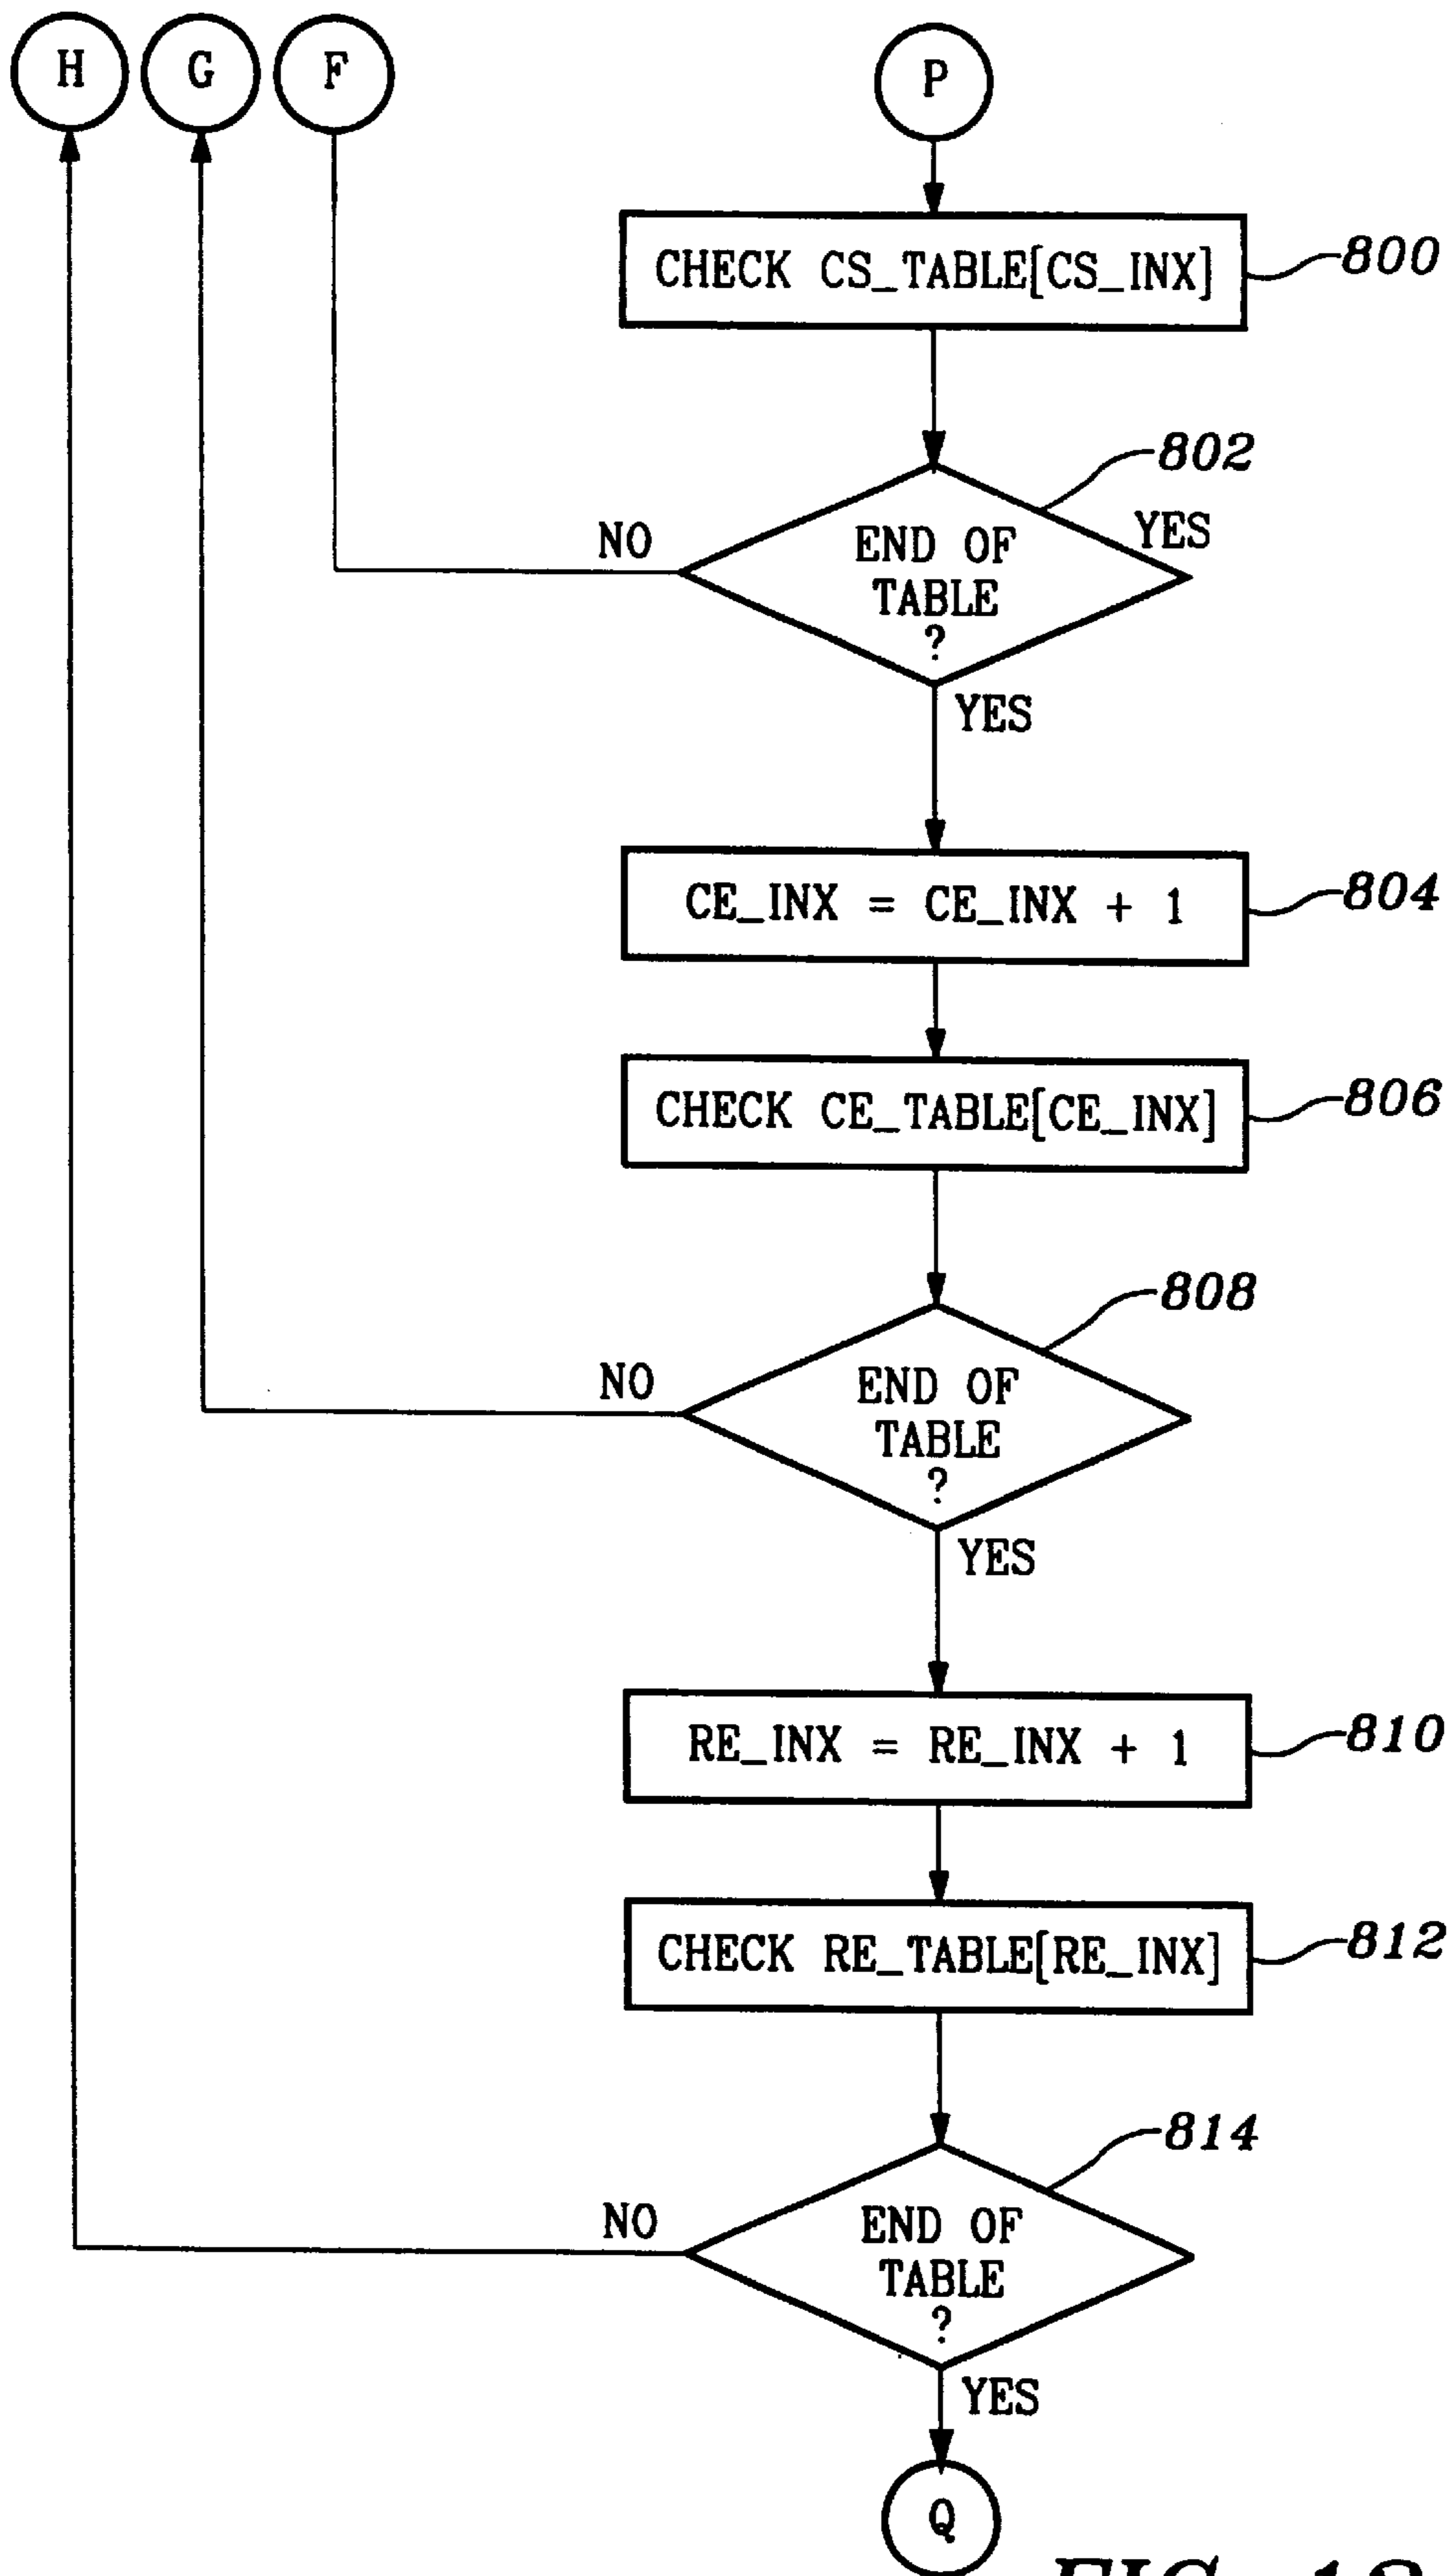 H G F P
CHECK CS_TABLE[CS_INX] 800
802
NO END OF YES
TABLE
?
YES
CE_INX = CE_INX + 1 804
CHECK CE_TABLE[CE_INX] 806
808
NO END OF
TABLE
?
YES
RE_INX = RE_INX + 1 810
CHECK RE_TABLE[RE_INX] 812
814
NO END OF
TABLE
?
YES
Q